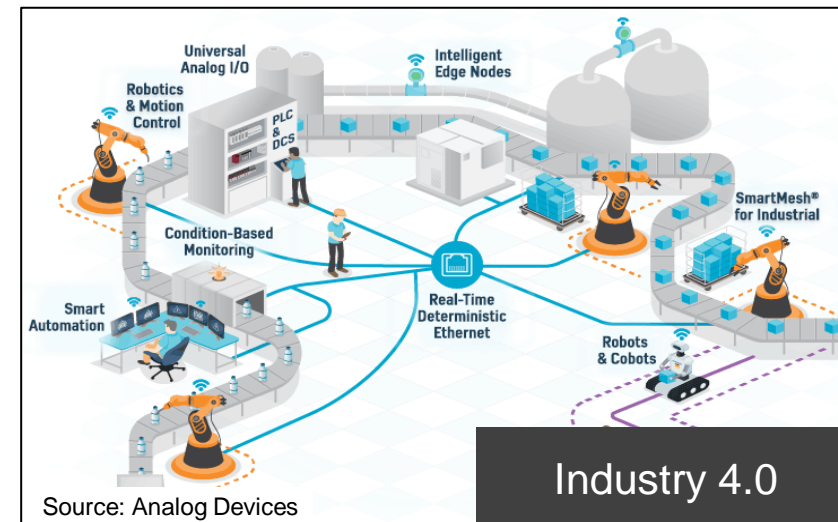 Universal
Analog I/O
Intelligent
Edge Nodes
Robotics
& Motion
Control
PLC
& DCS
SmartMesh®
for Industrial
Condition-Based
Monitoring
Smart
Automation
Real-Time
Deterministic
Ethernet
Robots
& Cobots
Industry 4.0
Source: Analog Devices